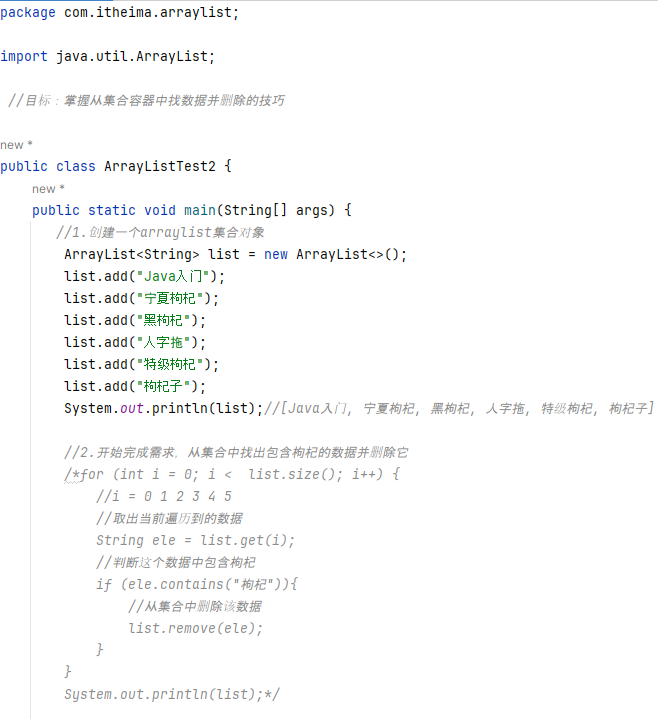 package com.itheima.arraylist;
import java.util.ArrayList;
//目标：掌握从集合容器中找数据并删除的技巧
new *
public class ArrayListTest2 {
new *
public static void main(String[] args) {
//1.创建一个arraylist集合对象
ArrayList<String> list = new ArrayList<>();
list.add("Java入门");
list.add("宁夏枸杞");
list.add("黑枸杞");
list.add("人字拖");
list.add("特级枸杞");
list.add("枸杞子");
System.out.println(list);//[Java入门, 宁夏枸杞, 黑枸杞, 人字拖, 特级枸杞, 枸杞子]
//2.开始完成需求，从集合中找出包含枸杞的数据并删除它
/*for (int i = 0; i <  list.size(); i++) {
//i = 0 1 2 3 4 5
//取出当前遍历到的数据
String ele = list.get(i);
//判断这个数据中包含枸杞
if (ele.contains("枸杞")){
//从集合中删除该数据
list.remove(ele);
}
}
System.out.println(list);*/